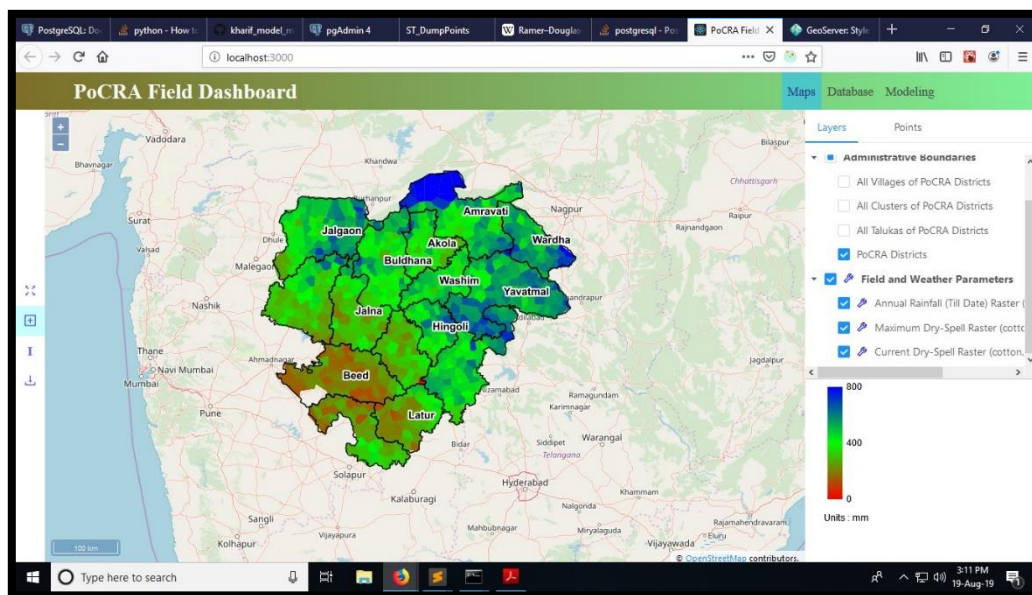 PostgreSQL: Do
python - How to
kharif_model_m
pgAdmin 4
ST_DumpPoints
Ramer–Douglas
postgresql - Pos
PoCRA Field
GeoServer: Style
localhost:3000
PoCRA Field Dashboard
Maps Database Modeling
Layers Points
Administrative Boundaries
All Villages of PoCRA Districts
All Clusters of PoCRA Districts
All Talukas of PoCRA Districts
PoCRA Districts
Field and Weather Parameters
Annual Rainfall (Till Date) Raster (
Maximum Dry-Spell Raster (cotto
Current Dry-Spell Raster (cotton.
800
400
0
Units : mm
+
–
Vadodara
Bhavnagar
Khandwa
Bilaspur
Chhattisgarh
Surat
Amravati
Nagpur
Raipur
Rajnandgaon
Jalgaon
Dhule
Akola
Wardha
Valsad
Buldhana
Malegaon
Washim
Yavatmal
Nashik
Jalna
Hingoli
Thane
Navi Mumbai
Mumbai
Ahmadnagar
Beed
Jagdalpur
Pune
Latur
Ramagundam
Karimnagar
Bidar
Siddipet
Warangal
Telangana
Solapur
Hyderabad
Kalaburagi
Khammam
Nalgonda
Sangli
Vijayapura
Mahbubnagar
Miryalaguda
Rajamahendravaram
Kolhapur
Vijayawada
Eluru
100 km
© OpenStreetMap contributors.
Type here to search
3:11 PM
19-Aug-19